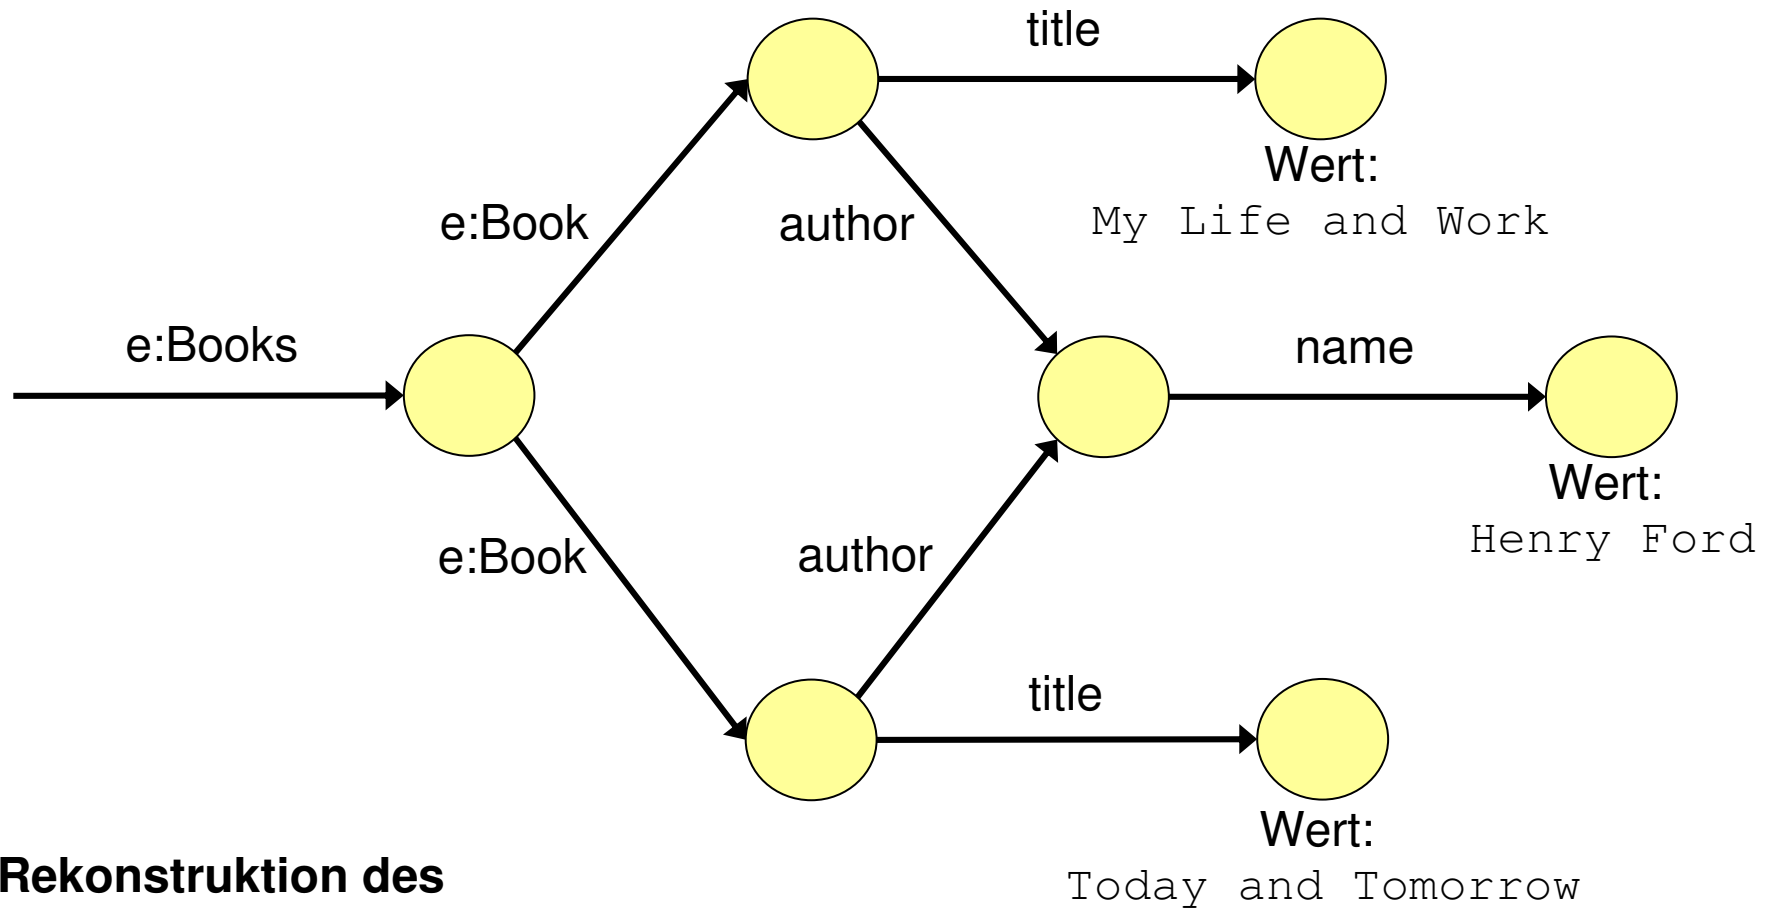 title
Wert:
My Life and Work
e:Book
author
e:Books
name
Wert:
Henry Ford
e:Book
author
title
Wert:
Today and Tomorrow
Rekonstruktion des